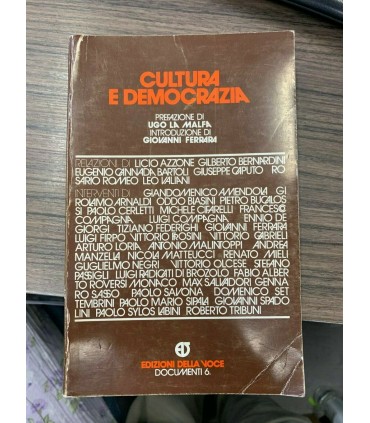 CULTURA
E DEMOCRAZIA
PREFAZIONE DI
UGO LA MALFA
INTRODUZIONE DI
GIOVANNI FERRARA
RELAZIONI DI LICIO AZZONE GILBERTO BERNARDINI
EUGENIO CANNADA BARTOLI GIUSEPPE CAPUTO RO
SARIO ROMEO LEO VALIANI
INTERVENTI DI GIANDOMENICO AMENDOLA GI
ROLAMO ARNALDI ODDO BIASINI PIETRO BUCALOS
SI PAOLO CERLETTI MICHELE CIFARELLI FRANCESCO
COMPAGNA LUIGI COMPAGNA ENNIO DE
GIORGI TIZIANO FEDERIGHI GIOVANNI FERRARA
LUIGI FIRPO VITTORIO FROSINI VITTORIO GABRIELI
ARTURO LORIA ANTONIO MALINTOPPI ANDREA
MANZELLA NICOLA MATTEUCCI RENATO MIELI
GUGLIELMO NEGRI VITTORIO OLCESE STEFANO
PASSIGLI LUIGI RADICATI DI BROZOLO FABIO ALBER
TO ROVERSI MONACO MAX SALVADORI GENNA
RO SASSO PAOLO SAVONA DOMENICO SET
TEMBRINI PAOLO MARIO SIPALA GIOVANNI SPADO
LINI PAOLO SYLOS LABINI ROBERTO TRIBUNI
EDIZIONI DELLA VOCE
DOCUMENTI 6.